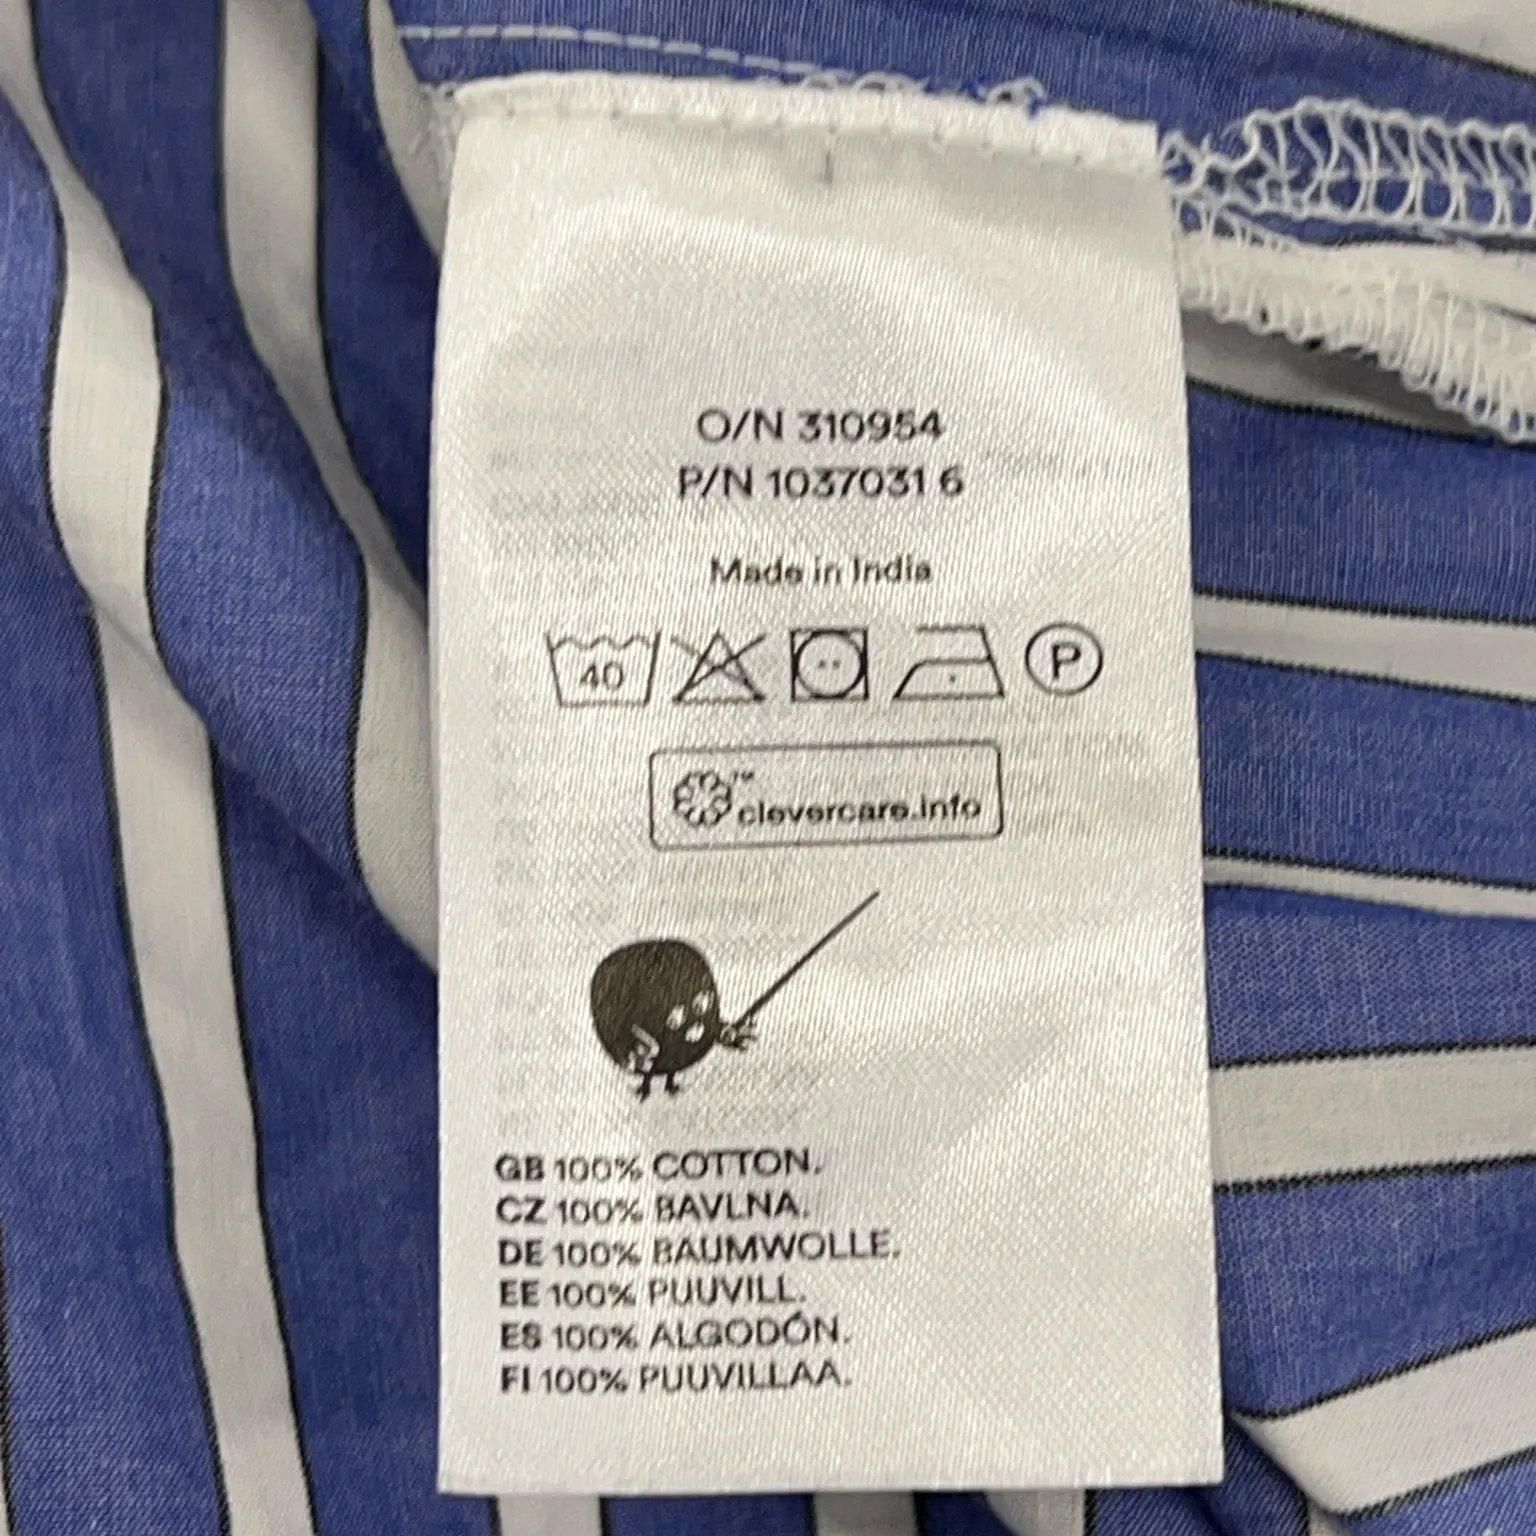 O/N 310954
P/N 1037031 6
Made in India
40
P
™
clevercare.info
GB 100% COTTON.
CZ 100% BAVLNA.
DE 100% BAUMWOLLE.
EE 100% PUUVILL.
ES 100% ALGODÓN.
FI 100% PUUVILLAA.